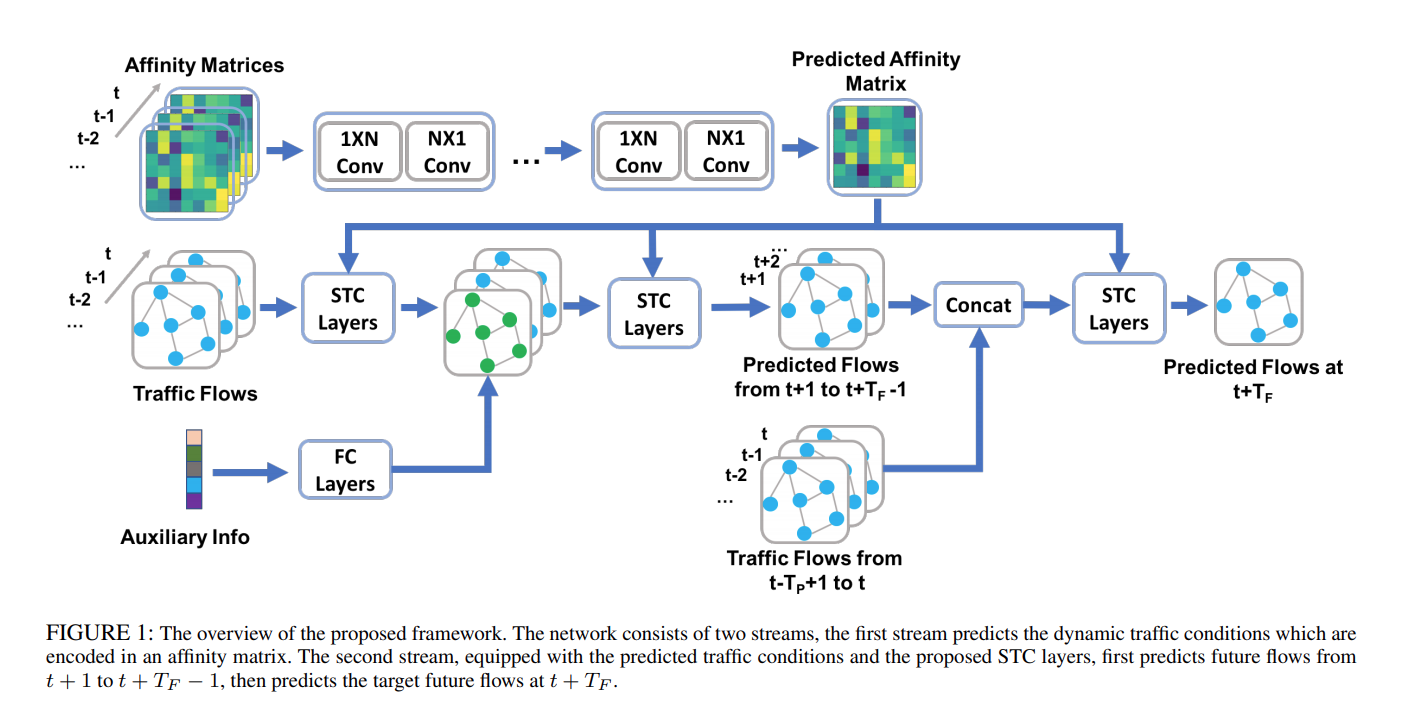 Affinity Matrices
t
t-1
t-2
...
1XN
Conv
NX1
Conv
...
1XN
Conv
NX1
Conv
Predicted Affinity
Matrix
t
t-1
t-2
...
Traffic Flows
STC
Layers
STC
Layers
...
t+2
t+1
Predicted Flows
from t+1 to t+T_F -1
Concat
STC
Layers
Predicted Flows at
t+T_F
Auxiliary Info
FC
Layers
t
t-1
t-2
...
Traffic Flows from
t-T_P+1 to t
FIGURE 1: The overview of the proposed framework. The network consists of two streams, the first stream predicts the dynamic traffic conditions which are
encoded in an affinity matrix. The second stream, equipped with the predicted traffic conditions and the proposed STC layers, first predicts future flows from
t + 1 to t + T_F − 1, then predicts the target future flows at t + T_F.